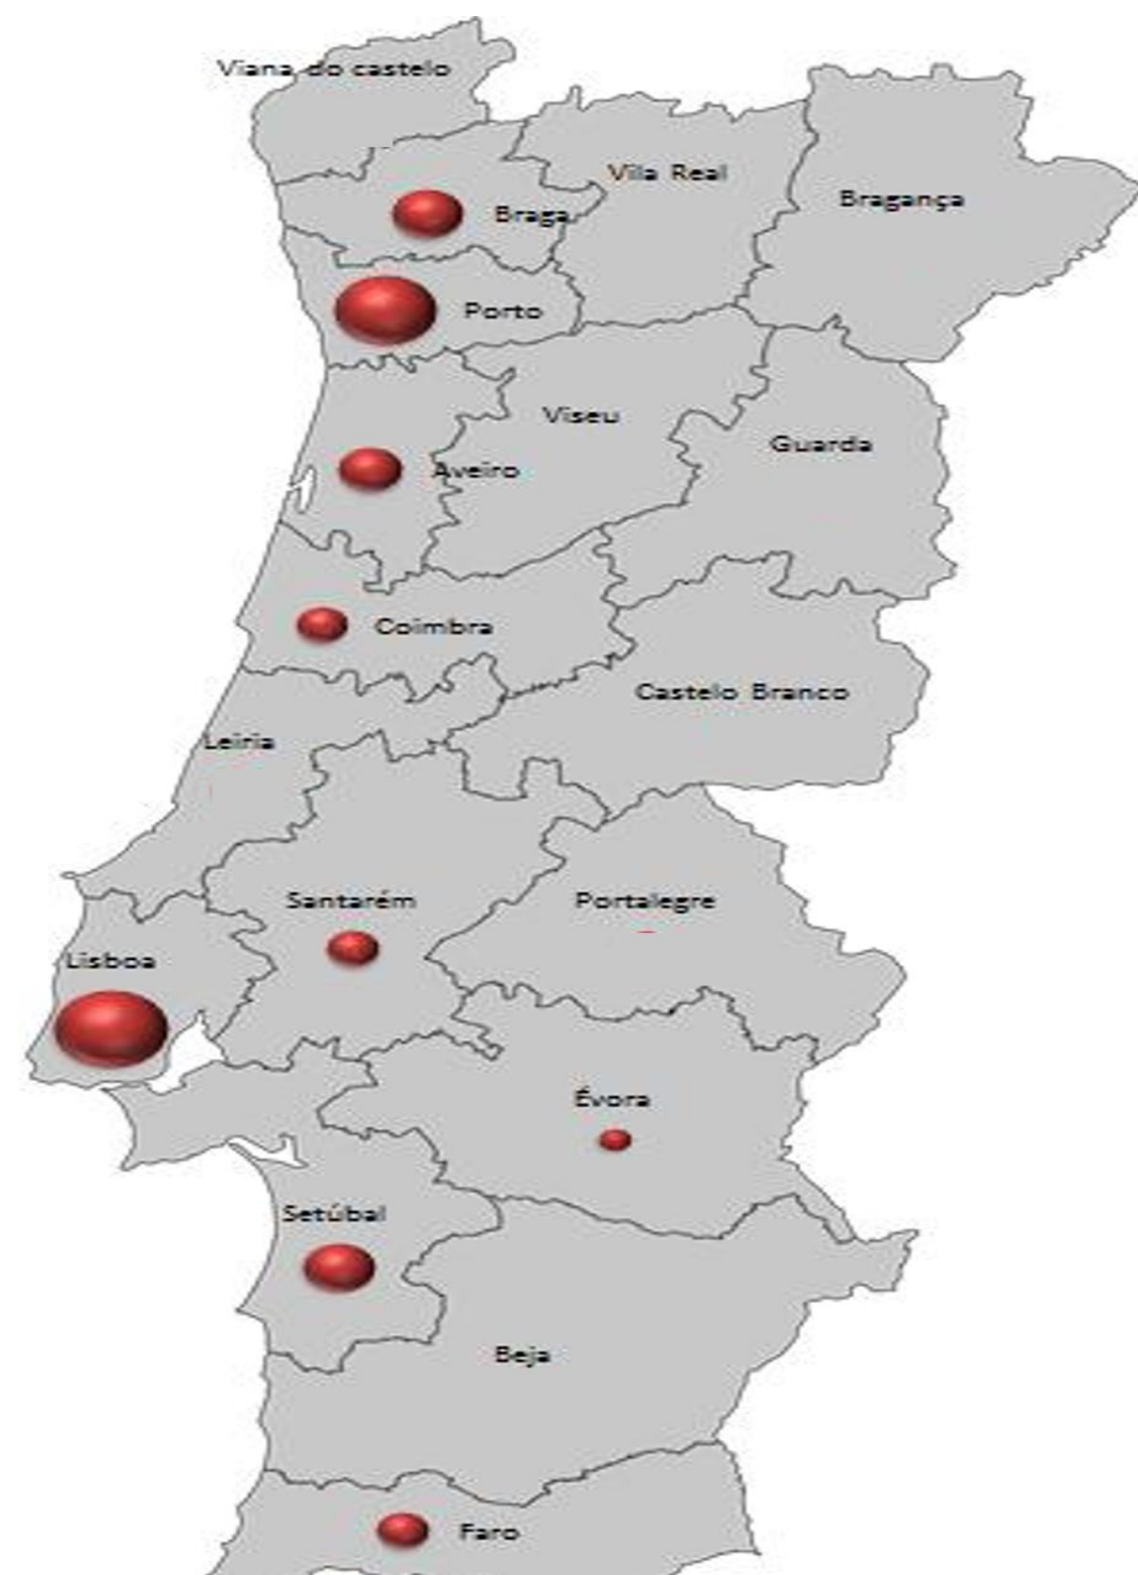 Viana do castelo
Vila Real
Bragança
Braga
Porto
Viseu
Guarda
Aveiro
Coimbra
Castelo Branco
Leiria
Santarém
Portalegre
Lisboa
Évora
Setúbal
Beja
Faro